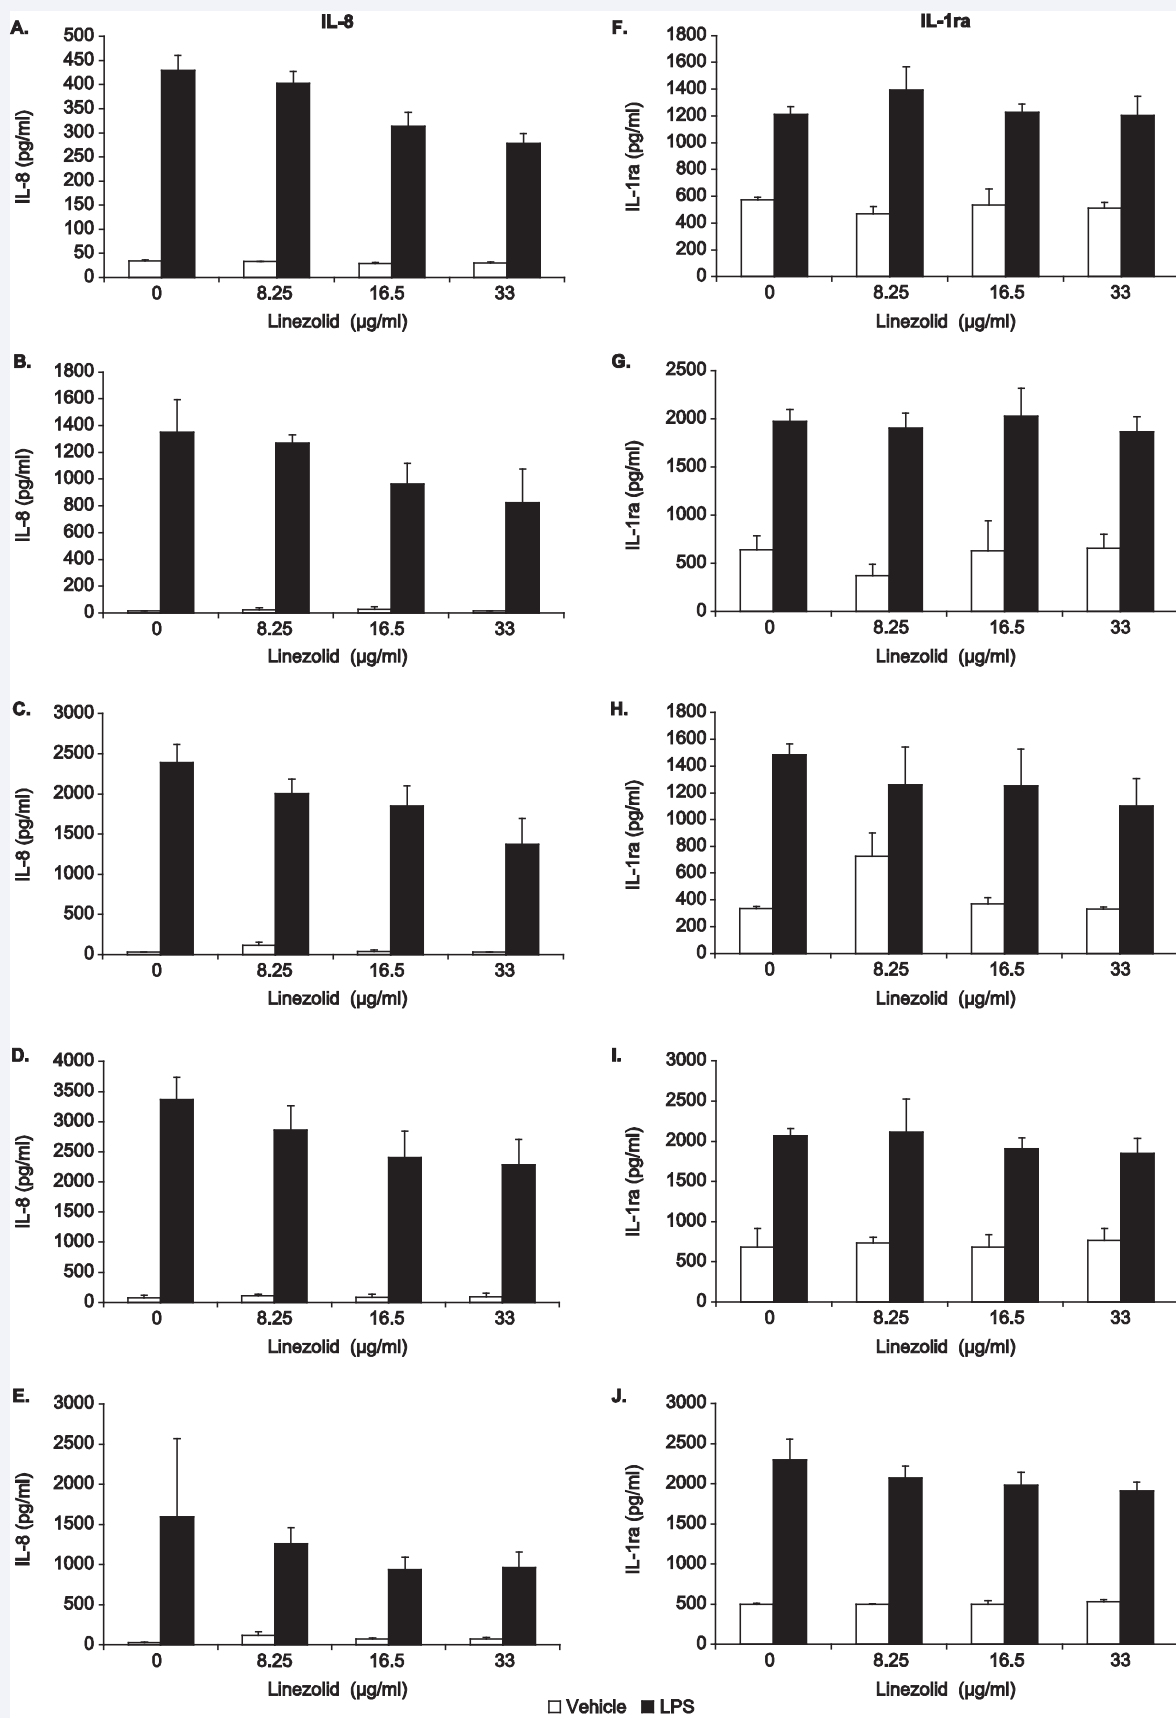 IL-8
A.
IL-8 (pg/ml)
500
450
400
350
300
250
200
150
100
50
0
0 8.25 16.5 33
Linezolid (µg/ml)
B.
IL-8 (pg/ml)
1800
1600
1400
1200
1000
800
600
400
200
0
0 8.25 16.5 33
Linezolid (µg/ml)
C.
IL-8 (pg/ml)
3000
2500
2000
1500
1000
500
0
0 8.25 16.5 33
Linezolid (µg/ml)
D.
IL-8 (pg/ml)
4000
3500
3000
2500
2000
1500
1000
500
0
0 8.25 16.5 33
Linezolid (µg/ml)
E.
IL-8 (pg/ml)
3000
2500
2000
1500
1000
500
0
0 8.25 16.5 33
Linezolid (µg/ml)
IL-1ra
F.
IL-1ra (pg/ml)
1800
1600
1400
1200
1000
800
600
400
200
0
0 8.25 16.5 33
Linezolid (µg/ml)
G.
IL-1ra (pg/ml)
2500
2000
1500
1000
500
0
0 8.25 16.5 33
Linezolid (µg/ml)
H.
IL-1ra (pg/ml)
1800
1600
1400
1200
1000
800
600
400
200
0
0 8.25 16.5 33
Linezolid (µg/ml)
I.
IL-1ra (pg/ml)
3000
2500
2000
1500
1000
500
0
0 8.25 16.5 33
Linezolid (µg/ml)
J.
IL-1ra (pg/ml)
3000
2500
2000
1500
1000
500
0
0 8.25 16.5 33
Linezolid (µg/ml)
Vehicle LPS